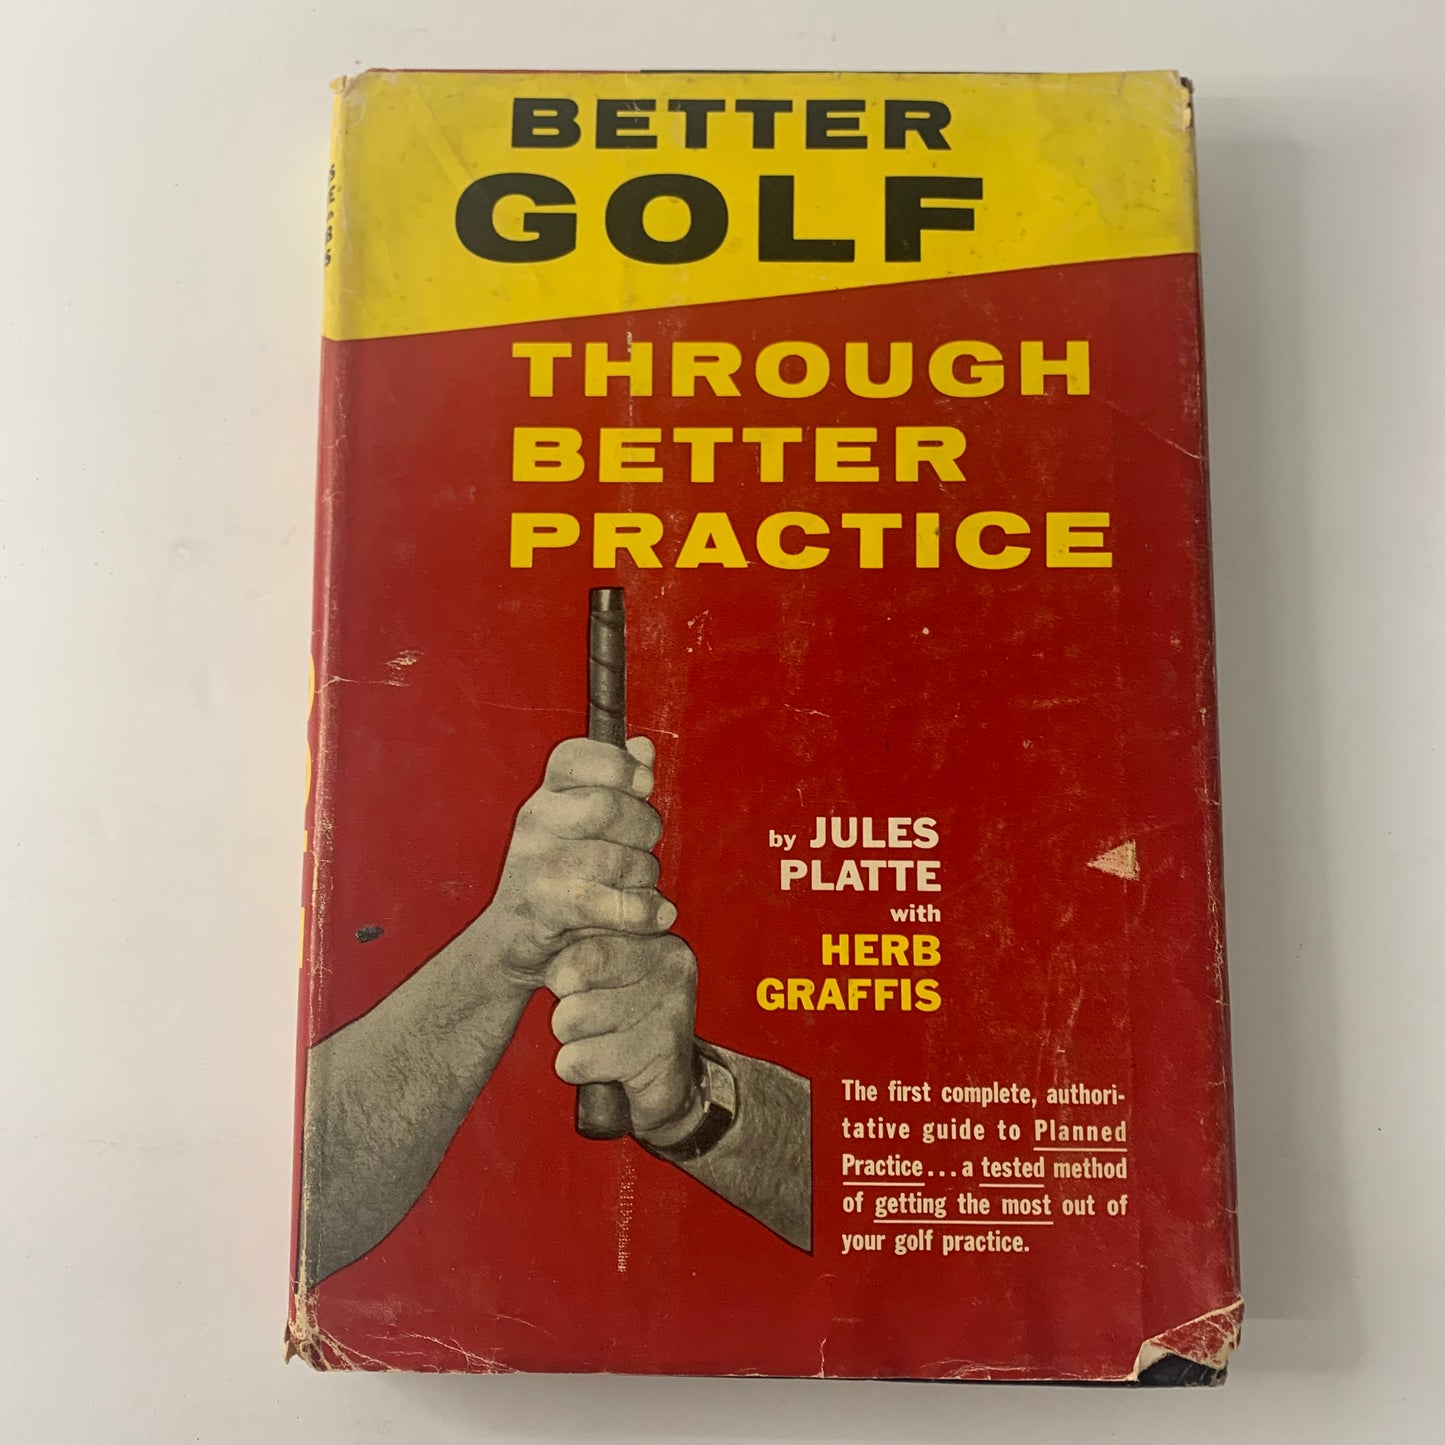 BETTER
GOLF
THROUGH
BETTER
PRACTICE
by JULES
PLATTE
with
HERB
GRAFFIS
The first complete, authori-
tative guide to Planned
Practice...a tested method
of getting the most out of
your golf practice.